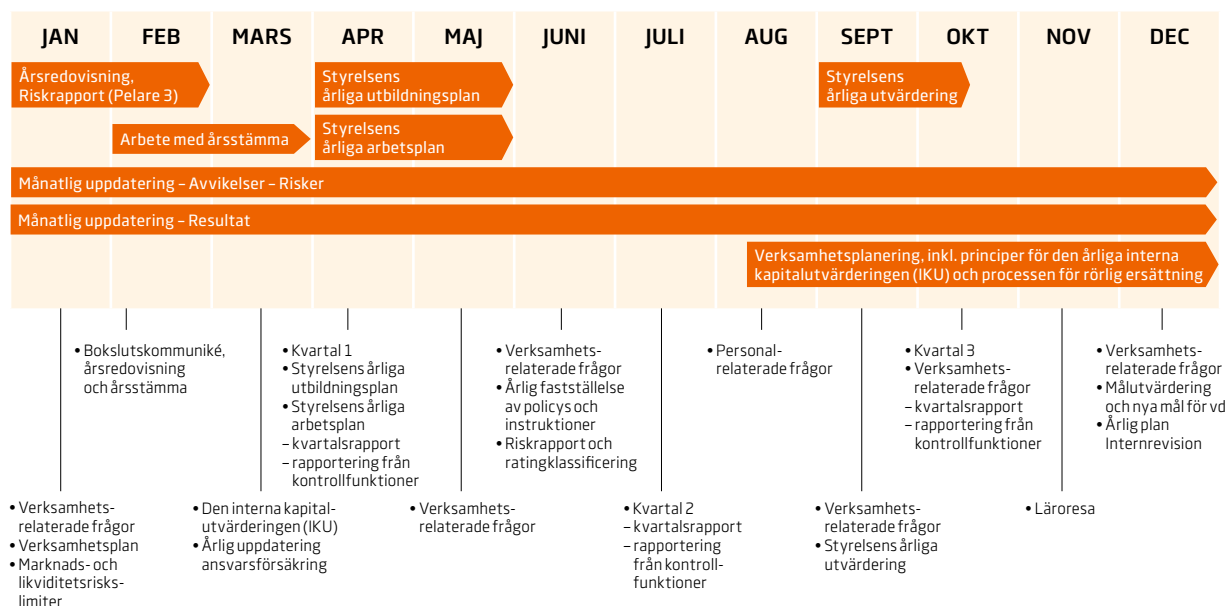 JAN FEB MARS APR MAJ JUNI JULI AUG SEPT OKT NOV DEC
Årsredovisning,
Riskrapport (Pelare 3)
Styrelsens
årliga utbildningsplan
Styrelsens
årliga utvärdering
Arbete med årsstämma
Styrelsens
årliga arbetsplan
Månatlig uppdatering – Avvikelser – Risker
Månatlig uppdatering – Resultat
Verksamhetsplanering, inkl. principer för den årliga interna
kapitalutvärderingen (IKU) och processen för rörlig ersättning
• Bokslutskommuniké,
årsredovisning
och årsstämma
• Kvartal 1
• Styrelsens årliga
utbildningsplan
• Styrelsens årliga
arbetsplan
– kvartalsrapport
– rapportering från
kontrollfunktioner
• Verksamhets-
relaterade frågor
• Årlig fastställelse
av policys och
instruktioner
• Riskrapport och
ratingklassificering
• Personal-
relaterade frågor
• Kvartal 3
• Verksamhets-
relaterade frågor
– kvartalsrapport
– rapportering från
kontrollfunktioner
• Verksamhets-
relaterade frågor
• Målutvärdering
och nya mål för vd
• Årlig plan
Internrevision
• Verksamhets-
relaterade frågor
• Verksamhetsplan
• Marknads- och
likviditetsrisks-
limiter
• Den interna kapital-
utvärderingen (IKU)
• Årlig uppdatering
ansvarsförsäkring
• Verksamhets-
relaterade frågor
• Kvartal 2
– kvartalsrapport
– rapportering
från kontroll-
funktioner
• Verksamhets-
relaterade frågor
• Styrelsens årliga
utvärdering
• Läroresa